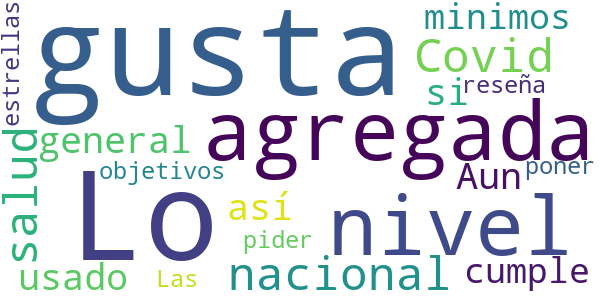 estrellas
gusta
minimos
Covid
si
reseña
agregada
general
salud
objetivos
Aun
poner
Lo
así
nivel
pider
usado
Las
nacional
cumple